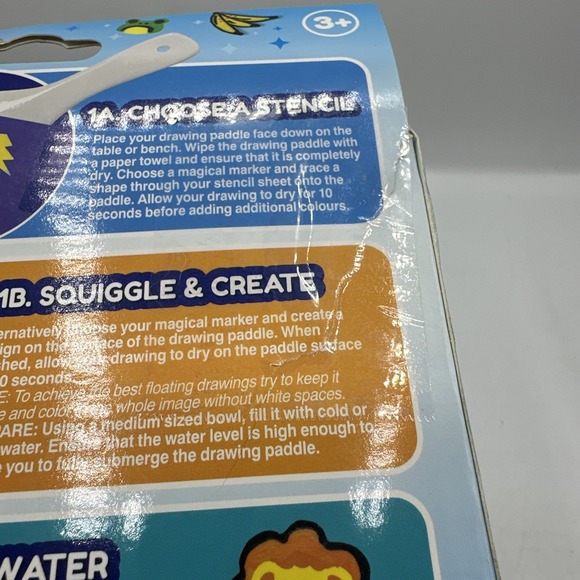 3+
1A. CHOOSE A STENCIL
Place your drawing paddle face down on the
table or bench. Wipe the drawing paddle with
a paper towel and ensure that it is completely
dry. Choose a magical marker and trace a
shape through your stencil sheet onto the
paddle. Allow your drawing to dry for 10
seconds before adding additional colours.
1B. SQUIGGLE & CREATE
ernatively choose your magical marker and create a
ign on the surface of the drawing paddle. When
shed, allow your drawing to dry on the paddle surface
0 seconds.
E: To achieve the best floating drawings try to keep it
e and colour the whole image without white spaces.
PARE: Using a medium sized bowl, fill it with cold or
water. Ensure that the water level is high enough to
e you to fully submerge the drawing paddle.
WATER